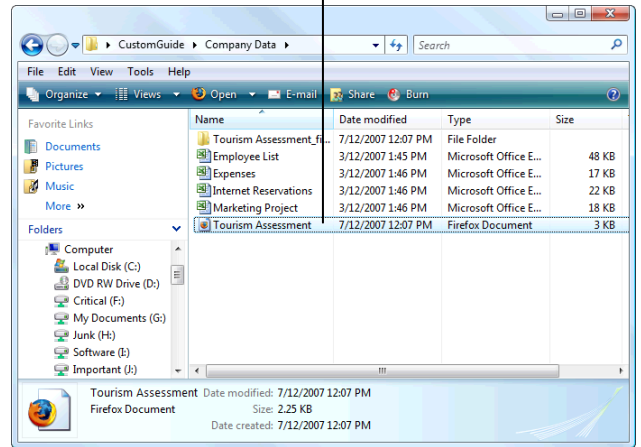 CustomGuide ▸ Company Data ▸ Search
File Edit View Tools Help
Organize Views Open E-mail Share Burn
Favorite Links
Documents
Pictures
Music
More »
Folders
Computer
Local Disk (C:)
DVD RW Drive (D:)
Critical (F:)
My Documents (G:)
Junk (H:)
Software (I:)
Important (J:)
Name Date modified Type Size
Tourism Assessment_fi... 7/12/2007 12:07 PM File Folder
Employee List 3/12/2007 1:45 PM Microsoft Office E... 48 KB
Expenses 3/12/2007 1:46 PM Microsoft Office E... 17 KB
Internet Reservations 3/12/2007 1:46 PM Microsoft Office E... 22 KB
Marketing Project 3/12/2007 1:46 PM Microsoft Office E... 18 KB
Tourism Assessment 7/12/2007 12:07 PM Firefox Document 3 KB
Tourism Assessment Date modified: 7/12/2007 12:07 PM
Firefox Document Size: 2.25 KB
Date created: 7/12/2007 12:07 PM